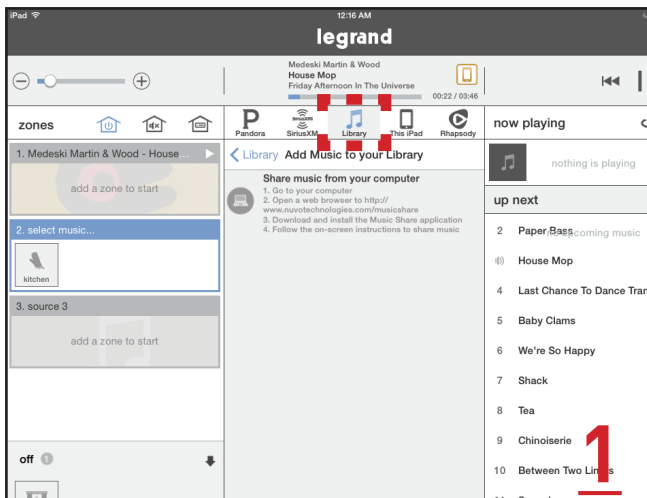 iPad 12:16 AM
legrand
Medeski Martin & Wood
House Mop
Friday Afternoon In The Universe
00:22 / 03:46
zones
Pandora SiriusXM Library This iPad Rhapsody
now playing
1. Medeski Martin & Wood - House...
add a zone to start
Library Add Music to your Library
Share music from your computer
1. Go to your computer
2. Open a web browser to http://
www.nuvotechnologies.com/musicshare
3. Download and install the Music Share application
4. Follow the on-screen instructions to share music
nothing is playing
up next
2. select music...
kitchen
3. source 3
add a zone to start
off 1
2 Paper Bass
no upcoming music
House Mop
4 Last Chance To Dance Tran
5 Baby Clams
6 We're So Happy
7 Shack
8 Tea
9 Chinoiserie
10 Between Two
1